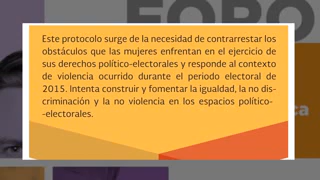 FORO
Este protocolo surge de la necesidad de contrarrestar los
obstáculos que las mujeres enfrentan en el ejercicio de
sus derechos político-electorales y responde al contexto
de violencia ocurrido durante el periodo electoral de
2015. Intenta construir y fomentar la igualdad, la no dis-
criminación y la no violencia en los espacios político-
-electorales.